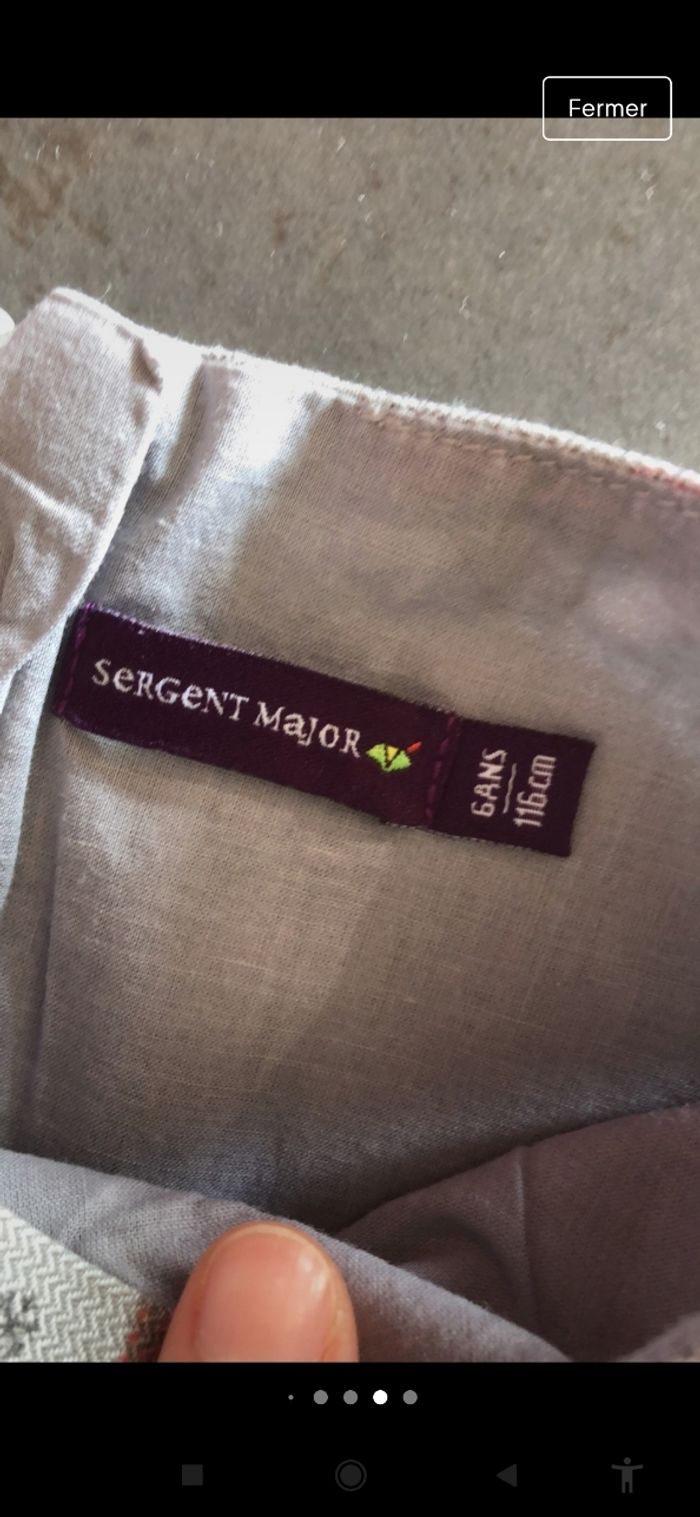 Fermer
SeRGeNT MaJoR
6ANS
116cm